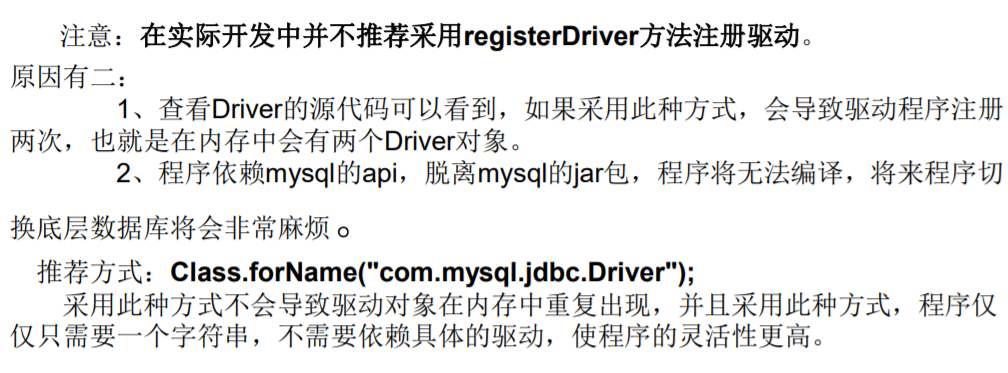 注意：在实际开发中并不推荐采用registerDriver方法注册驱动。
原因有二：
1、查看Driver的源代码可以看到，如果采用此种方式，会导致驱动程序注册
两次，也就是在内存中会有两个Driver对象。
2、程序依赖mysql的api，脱离mysql的jar包，程序将无法编译，将来程序切
换底层数据库将会非常麻烦。
推荐方式：Class.forName("com.mysql.jdbc.Driver");
采用此种方式不会导致驱动对象在内存中重复出现，并且采用此种方式，程序仅
仅只需要一个字符串，不需要依赖具体的驱动，使程序的灵活性更高。